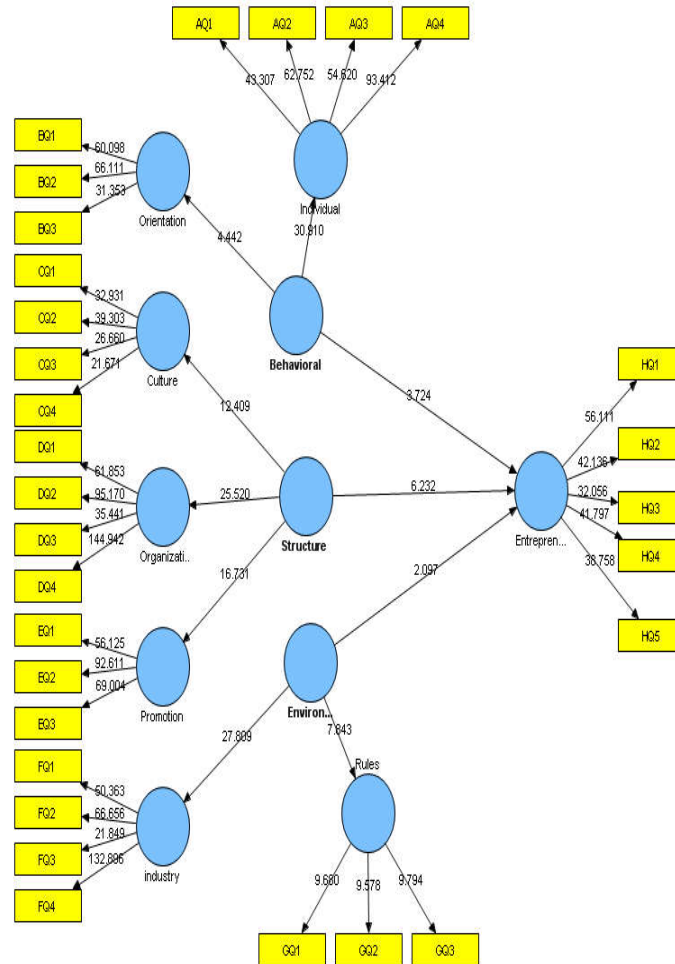 AQ1 AQ2 AQ3 AQ4
43.307 62.752 54.620 93.412
Individual
BQ1 60.098
BQ2 66.111
BQ3 31.353
Orientation
4.442 30.910
Behavioral
CQ1 32.931
CQ2 39.303
CQ3 26.660
CQ4 21.671
Culture
3.724
12.409
HQ1 56.111
HQ2 42.136
HQ3 32.056
HQ4 41.797
HQ5 38.758
Entrepren...
DQ1 61.853
DQ2 95.170
DQ3 35.441
DQ4 144.942
Organizati..
25.520
Structure
6.232
16.731
2.097
EQ1 56.125
EQ2 92.611
EQ3 69.004
Promotion
Environ...
27.809 7.843
FQ1 50.363
FQ2 66.656
FQ3 21.849
FQ4 132.896
industry
Rules
9.680 9.578 9.794
GQ1 GQ2 GQ3